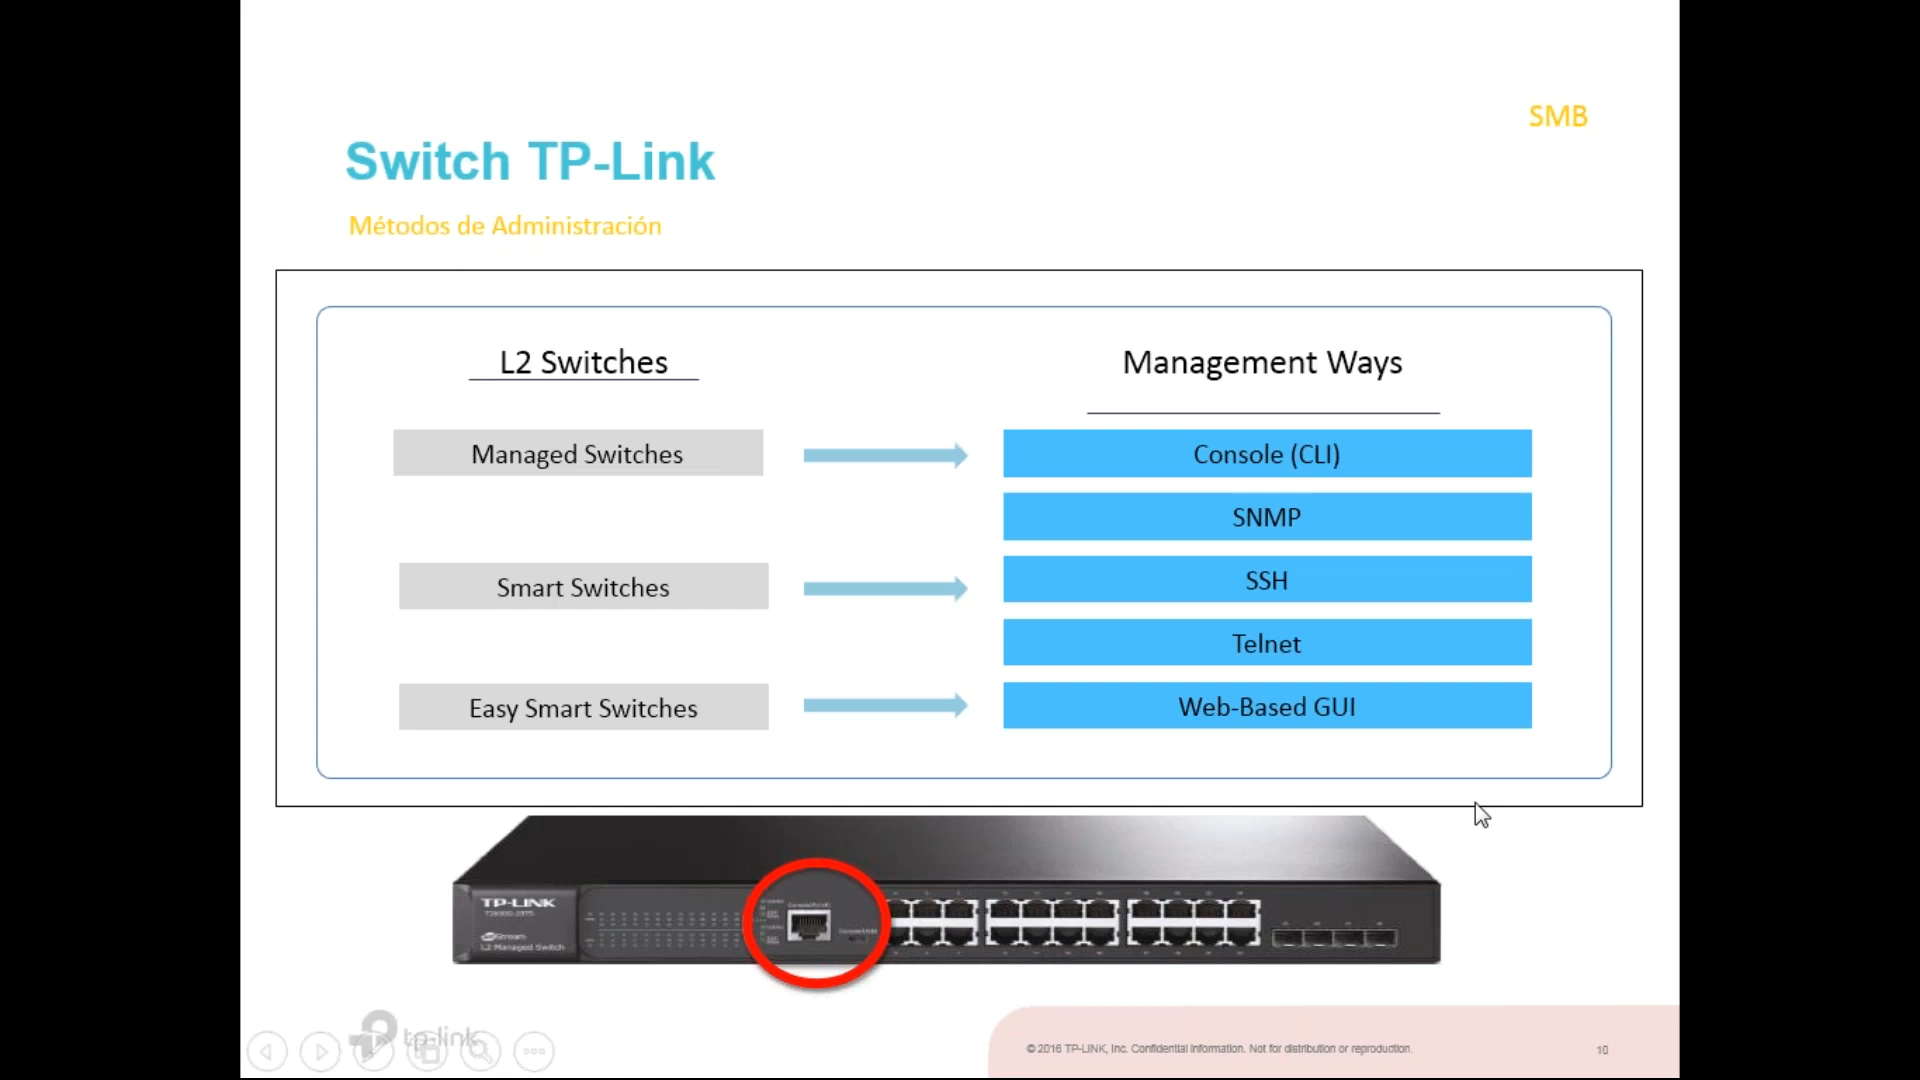 SMB
Switch TP-Link
Métodos de Administración
L2 Switches
Management Ways
Managed Switches
Console (CLI)
SNMP
Smart Switches
SSH
Telnet
Easy Smart Switches
Web-Based GUI
TP-LINK
L2 Managed Switch
tp-link
© 2016 TP-LINK, Inc. Confidential Information. Not for distribution or reproduction.
10